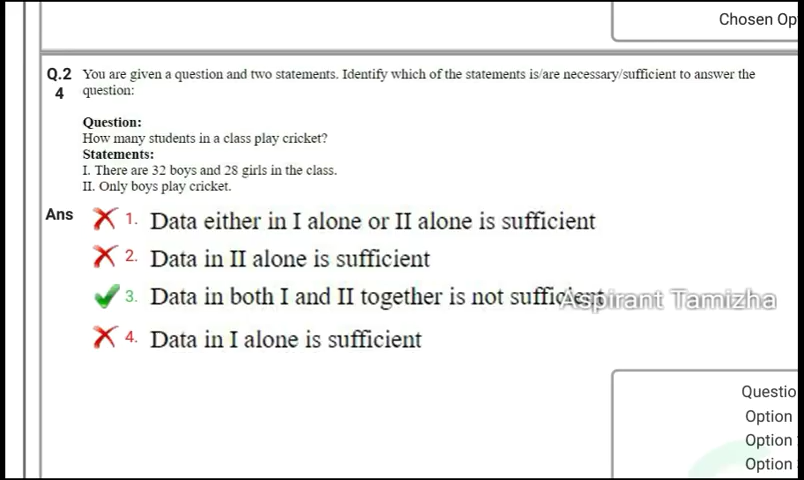 Chosen Op
Q.2 You are given a question and two statements. Identify which of the statements is/are necessary/sufficient to answer the
4 question:
Question:
How many students in a class play cricket?
Statements:
I. There are 32 boys and 28 girls in the class.
II. Only boys play cricket.
Ans 1. Data either in I alone or II alone is sufficient
2. Data in II alone is sufficient
3. Data in both I and II together is not sufficient
Aspirant Tamizha
4. Data in I alone is sufficient
Questio
Option
Option
Option